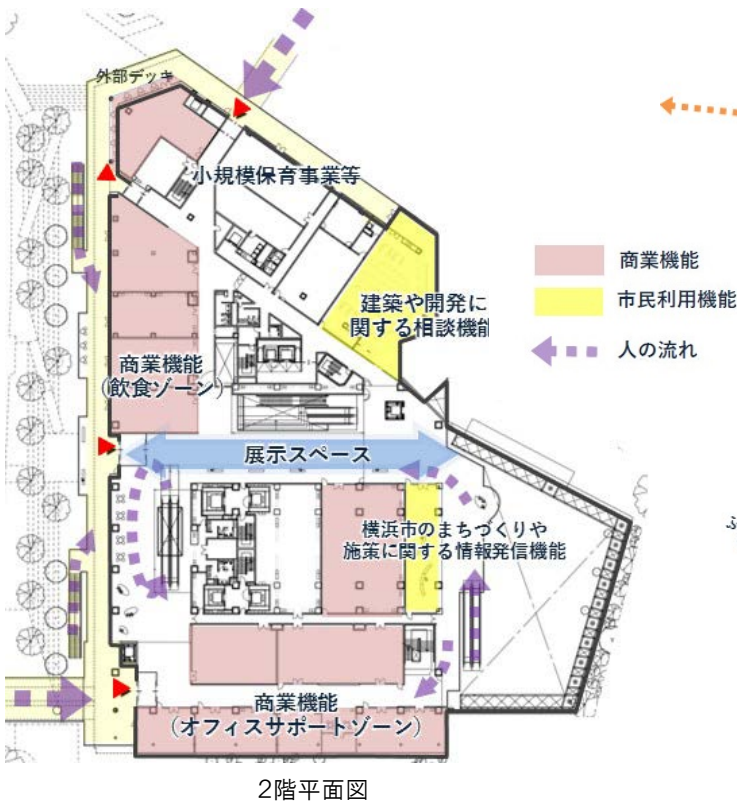 外部デッキ
小規模保育事業等
商業機能
市民利用機能
人の流れ
建築や開発に
関する相談機能
商業機能
(飲食ゾーン)
展示スペース
横浜市のまちづくりや
施策に関する情報発信機能
商業機能
(オフィスサポートゾーン)
2階平面図